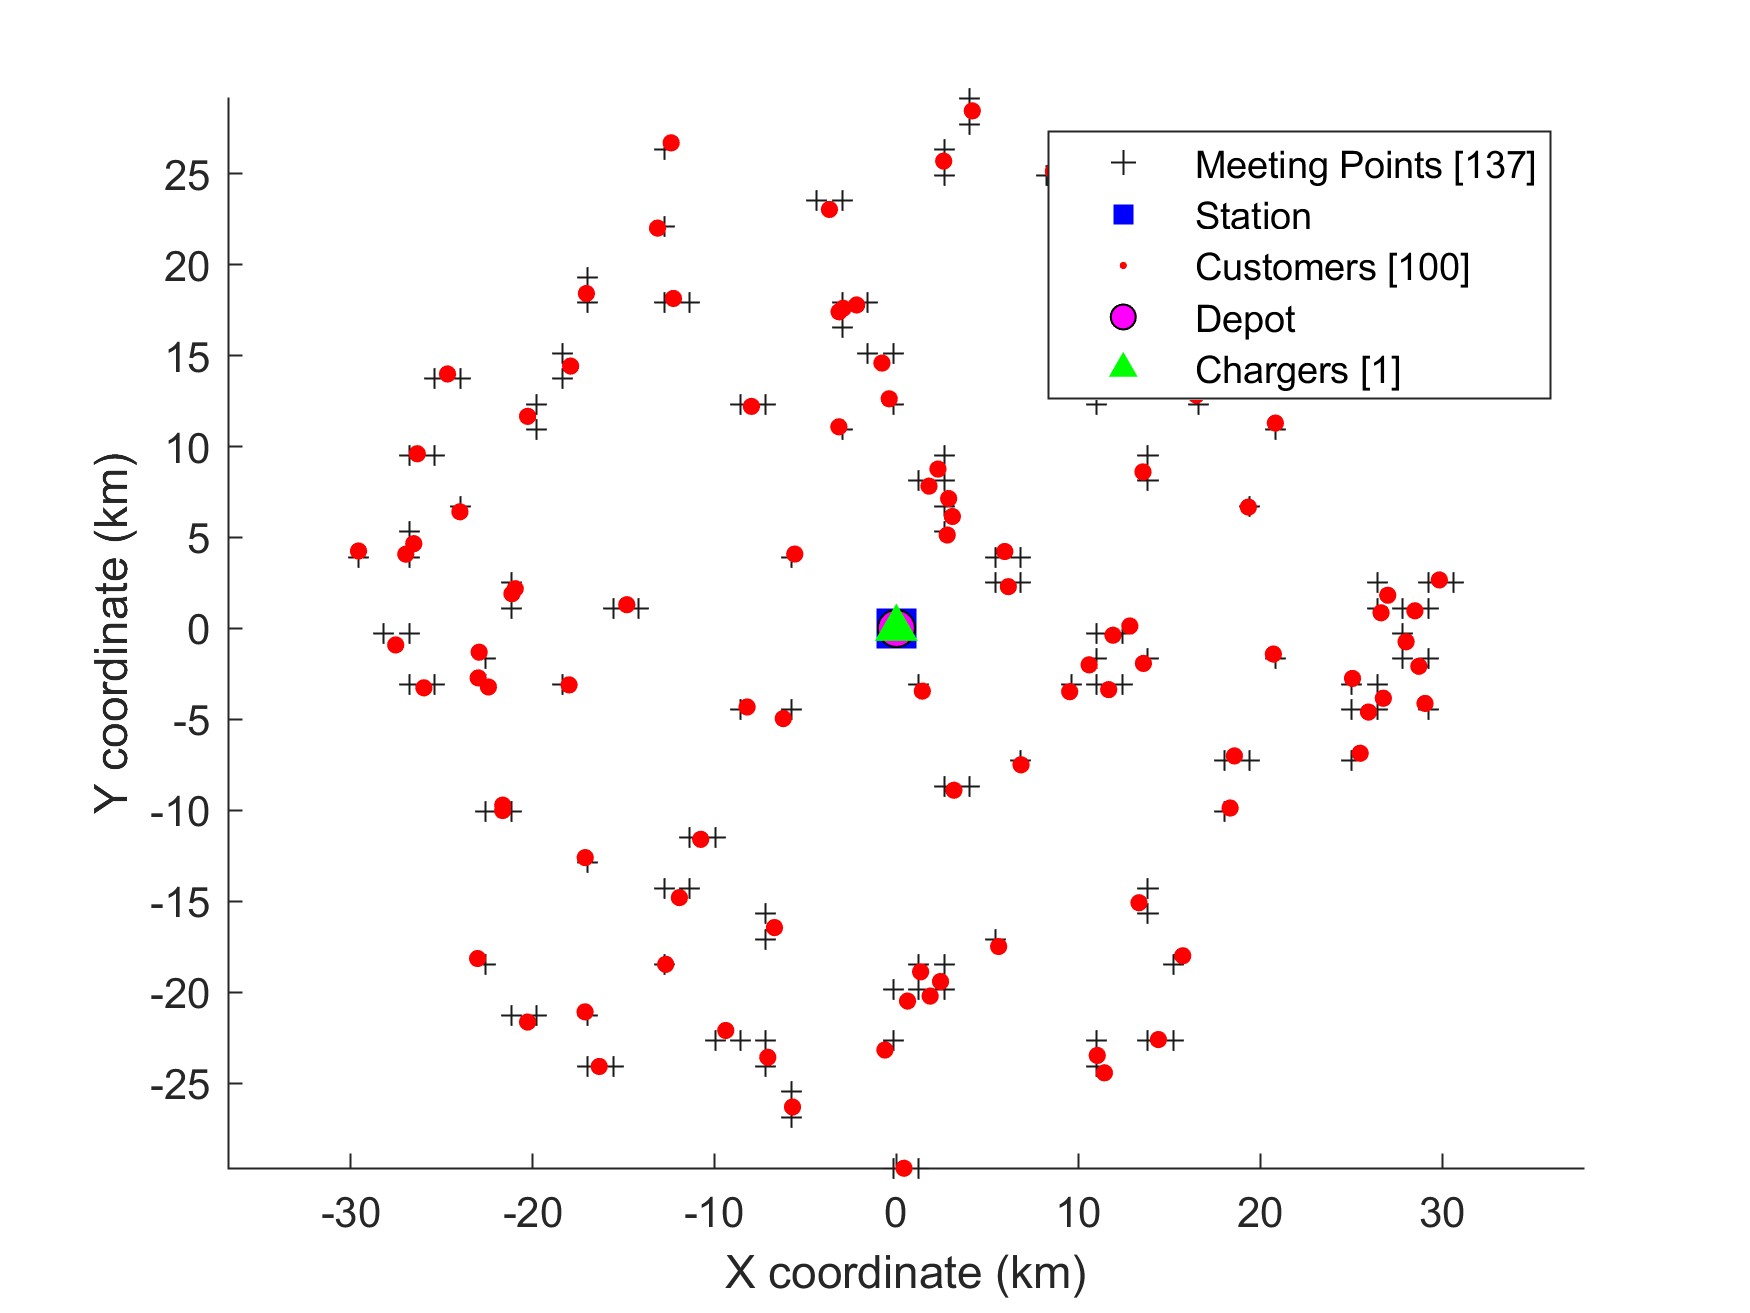 Meeting Points [137]
Station
Customers [100]
Depot
Chargers [1]
25
20
15
10
5
0
-5
-10
-15
-20
-25
Y coordinate (km)
-30 -20 -10 0 10 20 30
X coordinate (km)